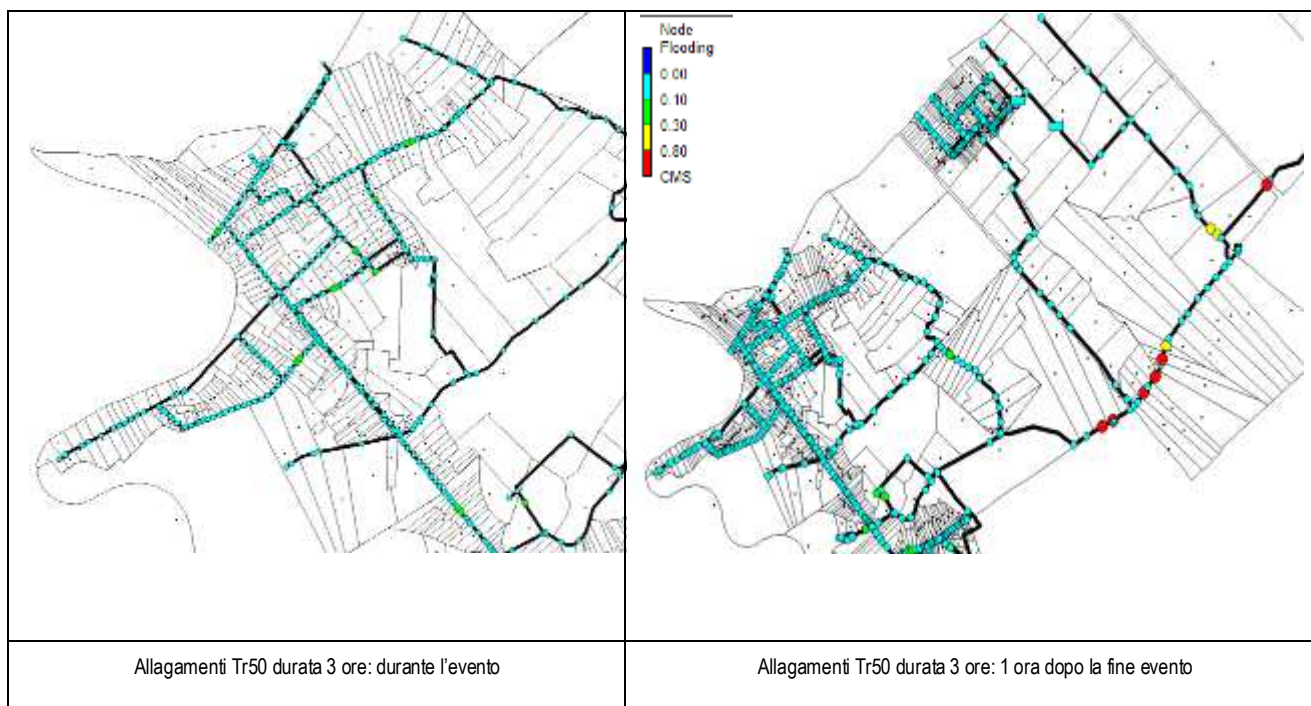 Node
Flooding
0.00
0.10
0.30
0.80
CMS
Allagamenti Tr50 durata 3 ore: durante l'evento
Allagamenti Tr50 durata 3 ore: 1 ora dopo la fine evento